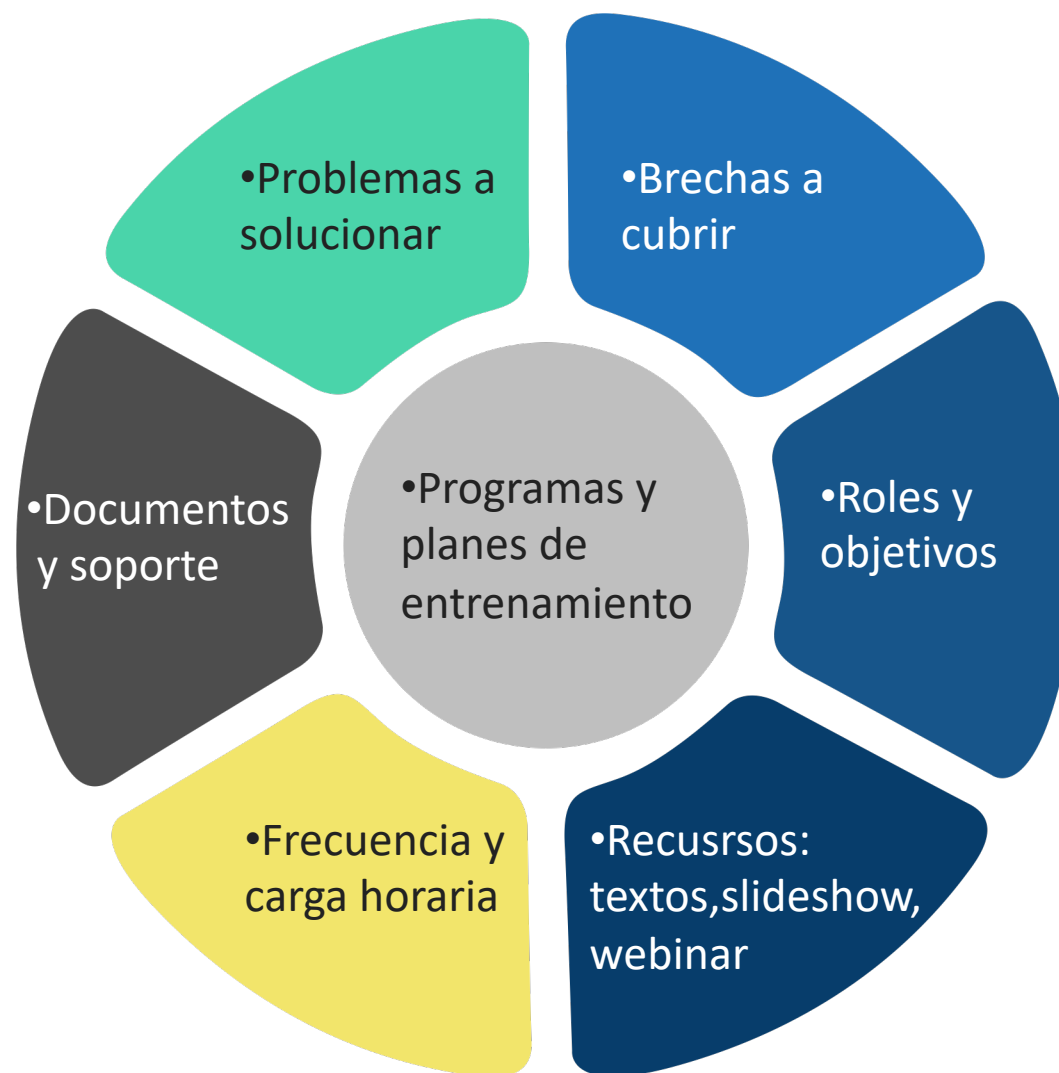 •Problemas a
solucionar
•Brechas a
cubrir
•Roles y
objetivos
•Recusrsos:
textos,slideshow,
webinar
•Frecuencia y
carga horaria
•Documentos
y soporte
•Programas y
planes de
entrenamiento